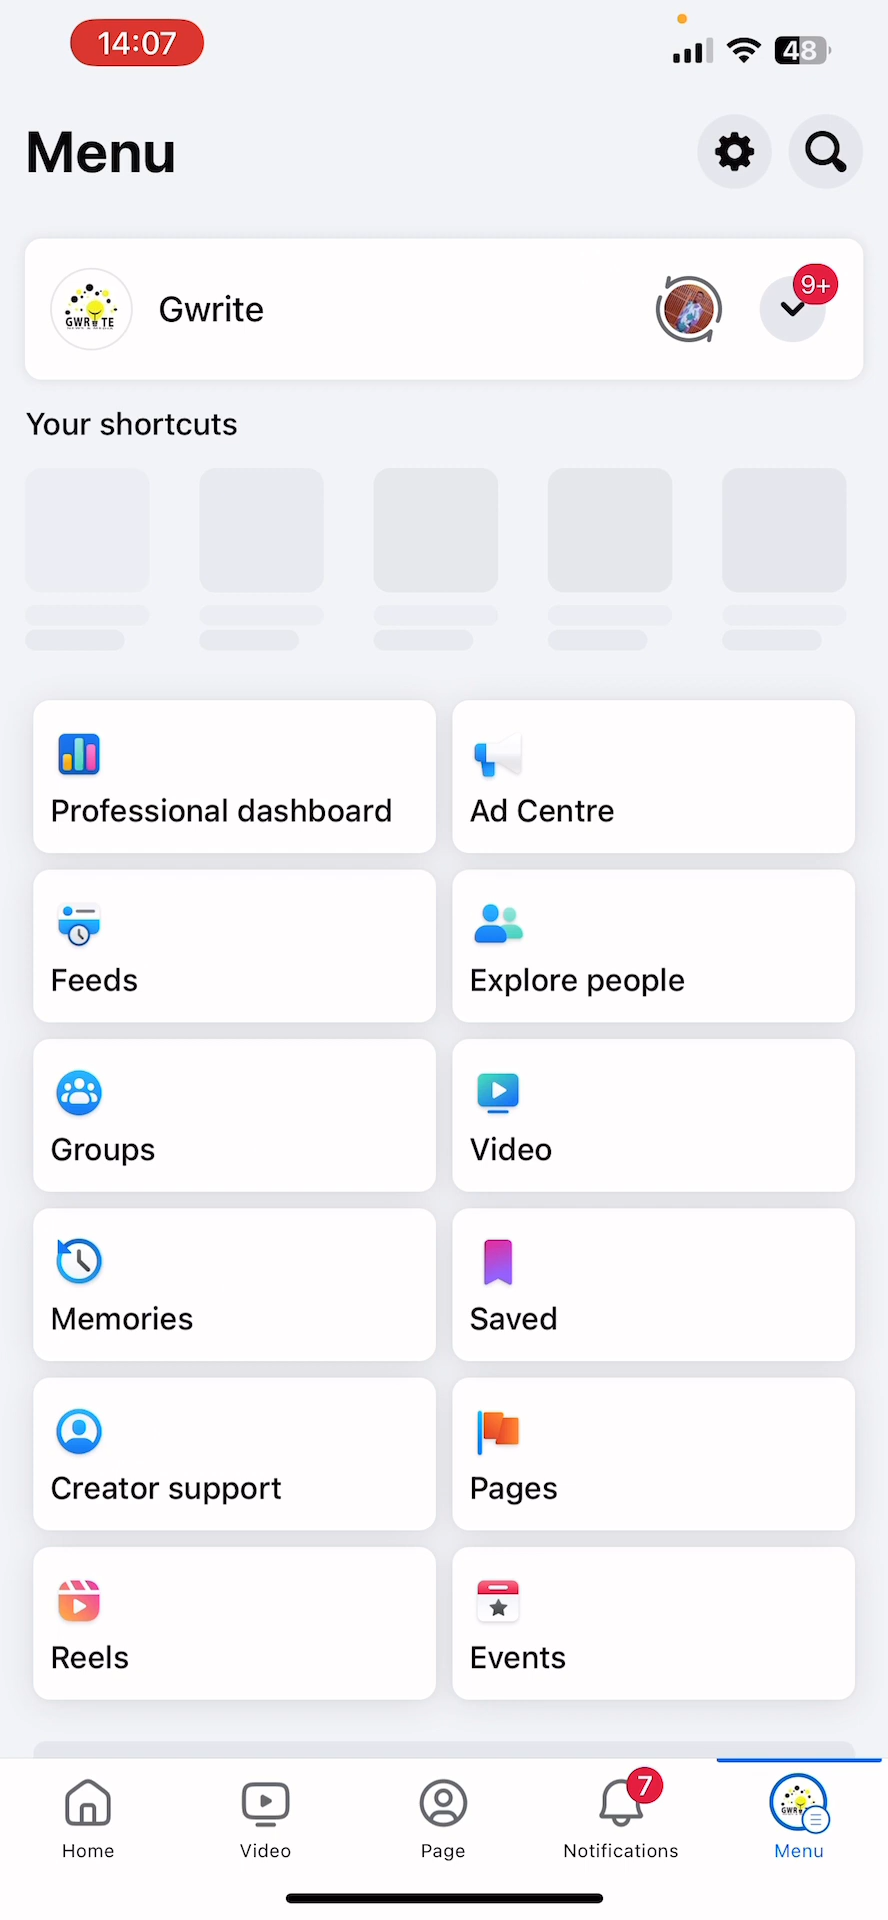 14:07
48
Menu
GWRITE
Gwrite
9+
Your shortcuts
Professional dashboard
Ad Centre
Feeds
Explore people
Groups
Video
Memories
Saved
Creator support
Pages
Reels
Events
7
Home
Video
Page
Notifications
Menu